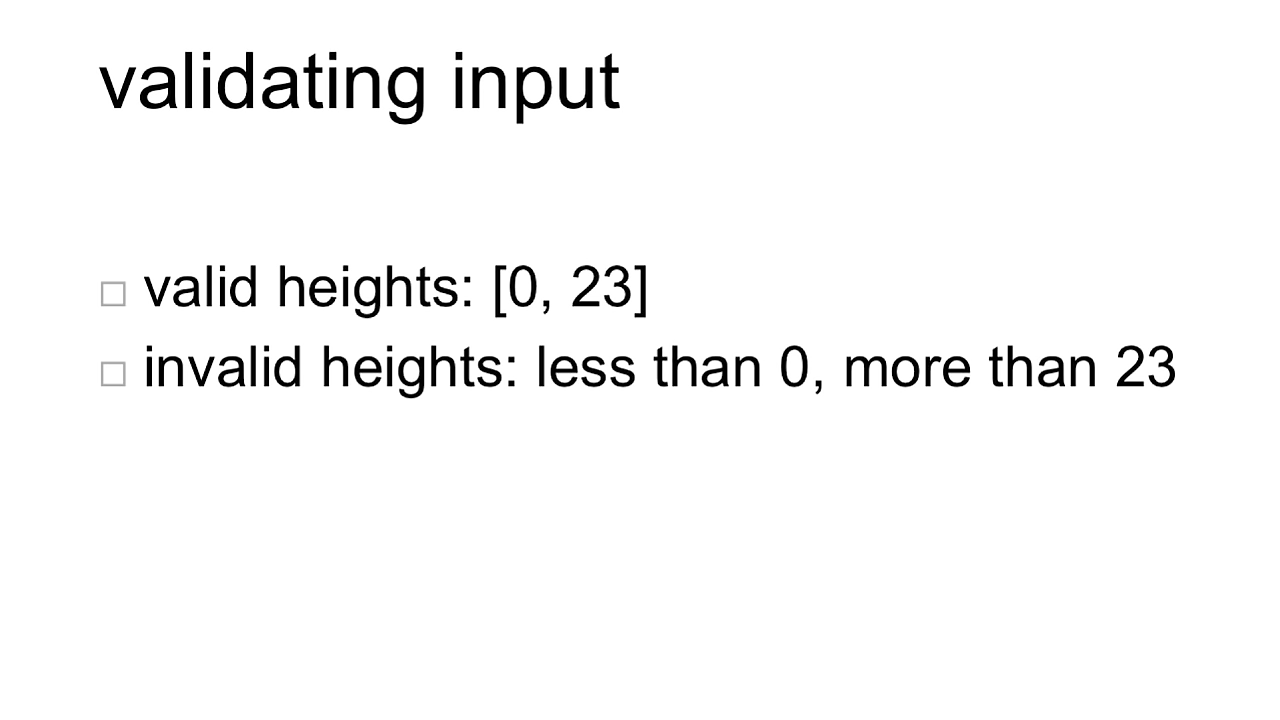 validating input
valid heights: [0, 23]
invalid heights: less than 0, more than 23